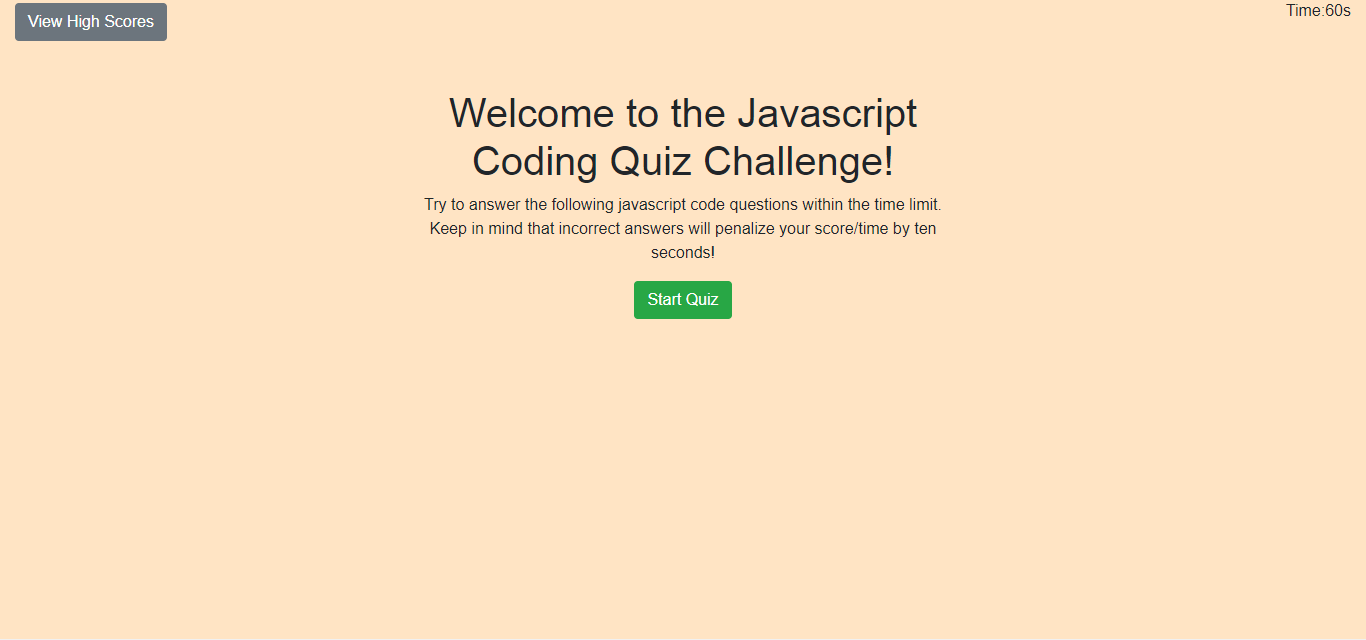 View High Scores
Time:60s
Welcome to the Javascript
Coding Quiz Challenge!
Try to answer the following javascript code questions within the time limit.
Keep in mind that incorrect answers will penalize your score/time by ten
seconds!
Start Quiz